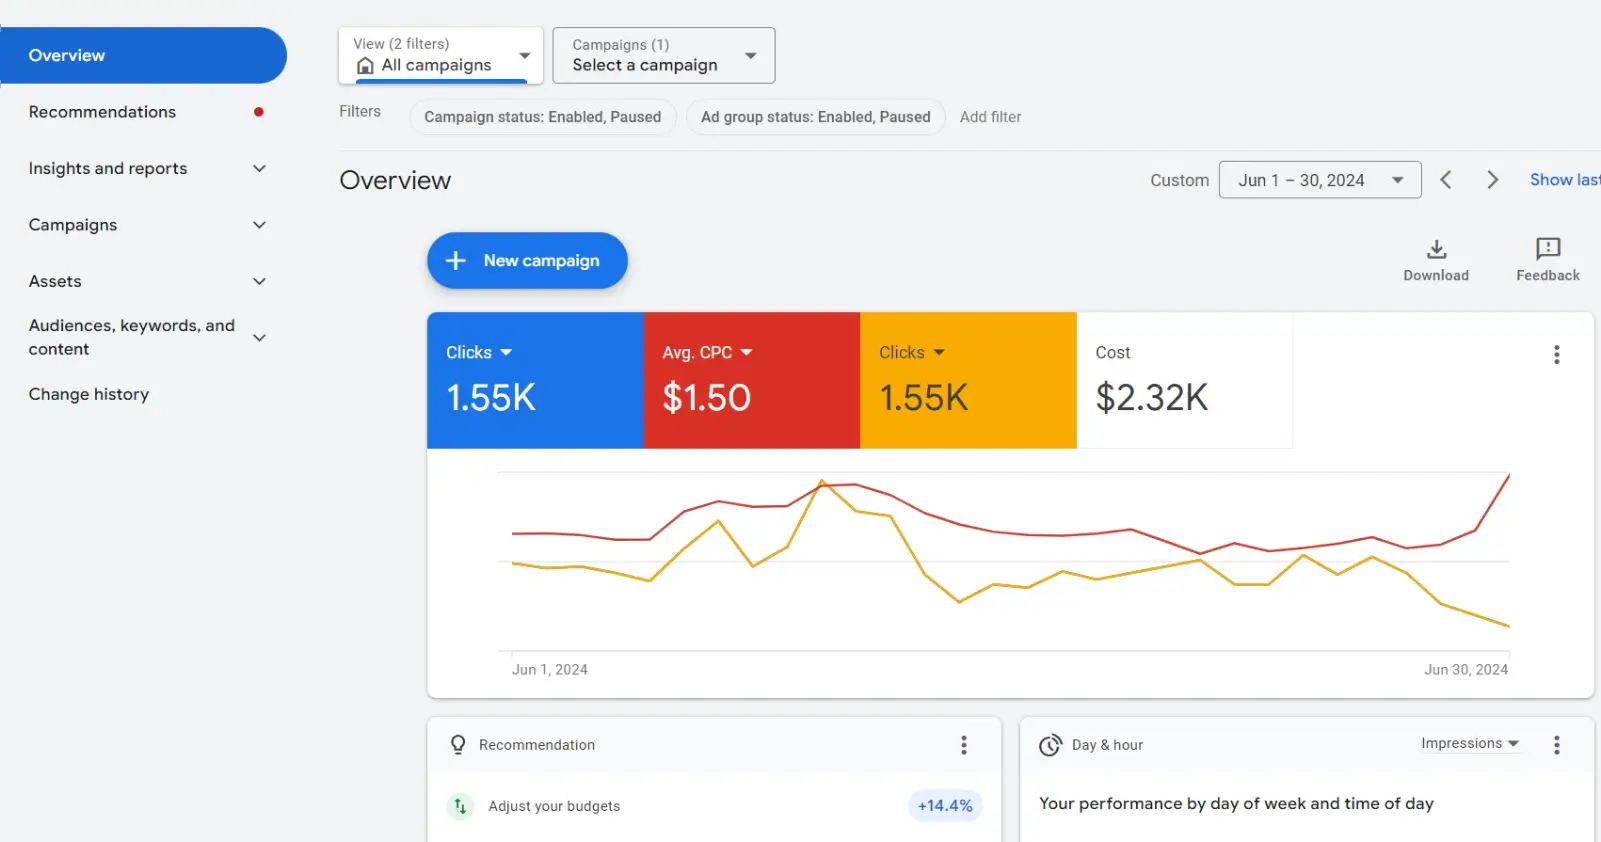 Overview
Recommendations
Insights and reports
Campaigns
Assets
Audiences, keywords, and
content
Change history
View (2 filters)
All campaigns
Campaigns (1)
Select a campaign
Filters
Campaign status: Enabled, Paused
Ad group status: Enabled, Paused
Add filter
Overview
Custom
Jun 1 – 30, 2024
Show last
New campaign
Download
Feedback
Clicks
1.55K
Avg. CPC
$1.50
Clicks
1.55K
Cost
$2.32K
Jun 1, 2024
Jun 30, 2024
Recommendation
Adjust your budgets
+14.4%
Day & hour
Impressions
Your performance by day of week and time of day